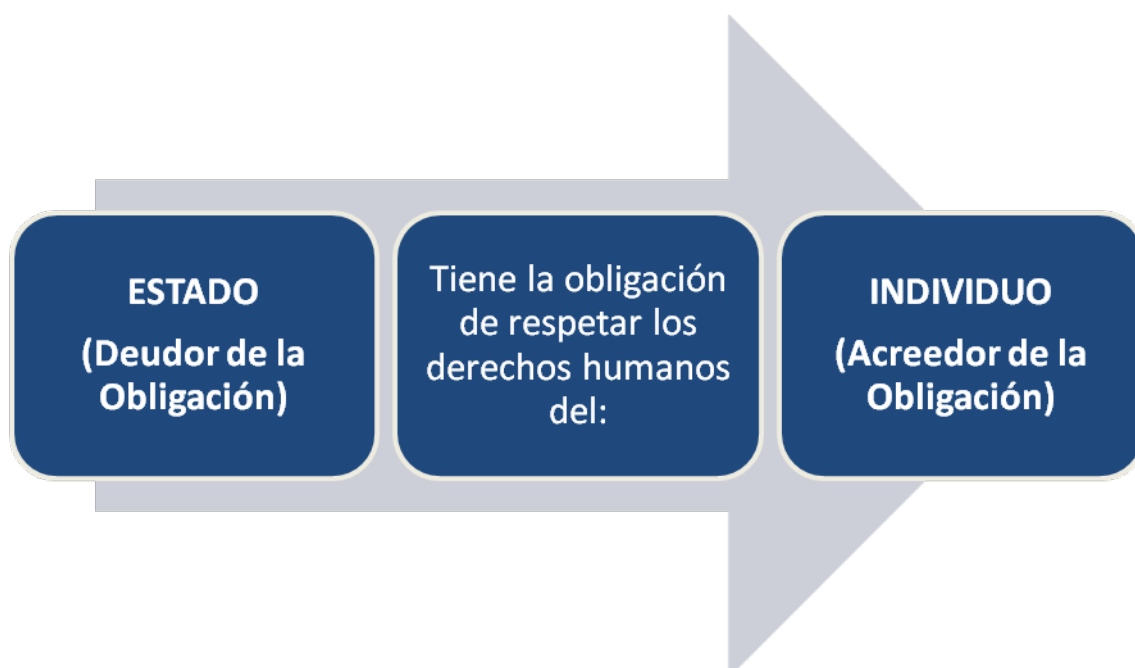 ESTADO
(Deudor de la
Obligación)
Tiene la obligación
de respetar los
derechos humanos
del:
INDIVIDUO
(Acreedor de la
Obligación)